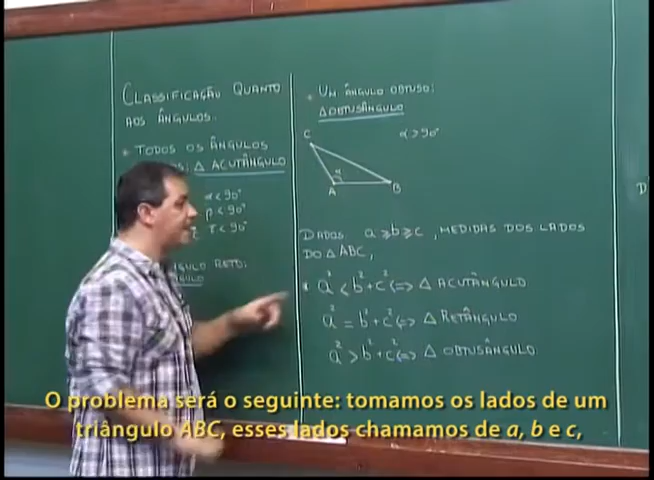 CLASSIFICAÇÃO QUANTO
AOS ÂNGULOS.
• TODOS OS ÂNGULOS
: △ ACUTÂNGULO
α < 90°
β < 90°
γ < 90°
RETO:
• UM ÂNGULO OBTUSO:
△OBTUSÂNGULO
α > 90°
C
α
A
B
DADOS a ≥ b ≥ c, MEDIDAS DOS LADOS
DO △ABC,
• a² < b² + c² ⇔ △ ACUTÂNGULO
a² = b² + c² ⇔ △ RETÂNGULO
a² > b² + c² ⇔ △ OBTUSÂNGULO
D
O problema será o seguinte: tomamos os lados de um
triângulo ABC, esses lados chamamos de a, b e c,